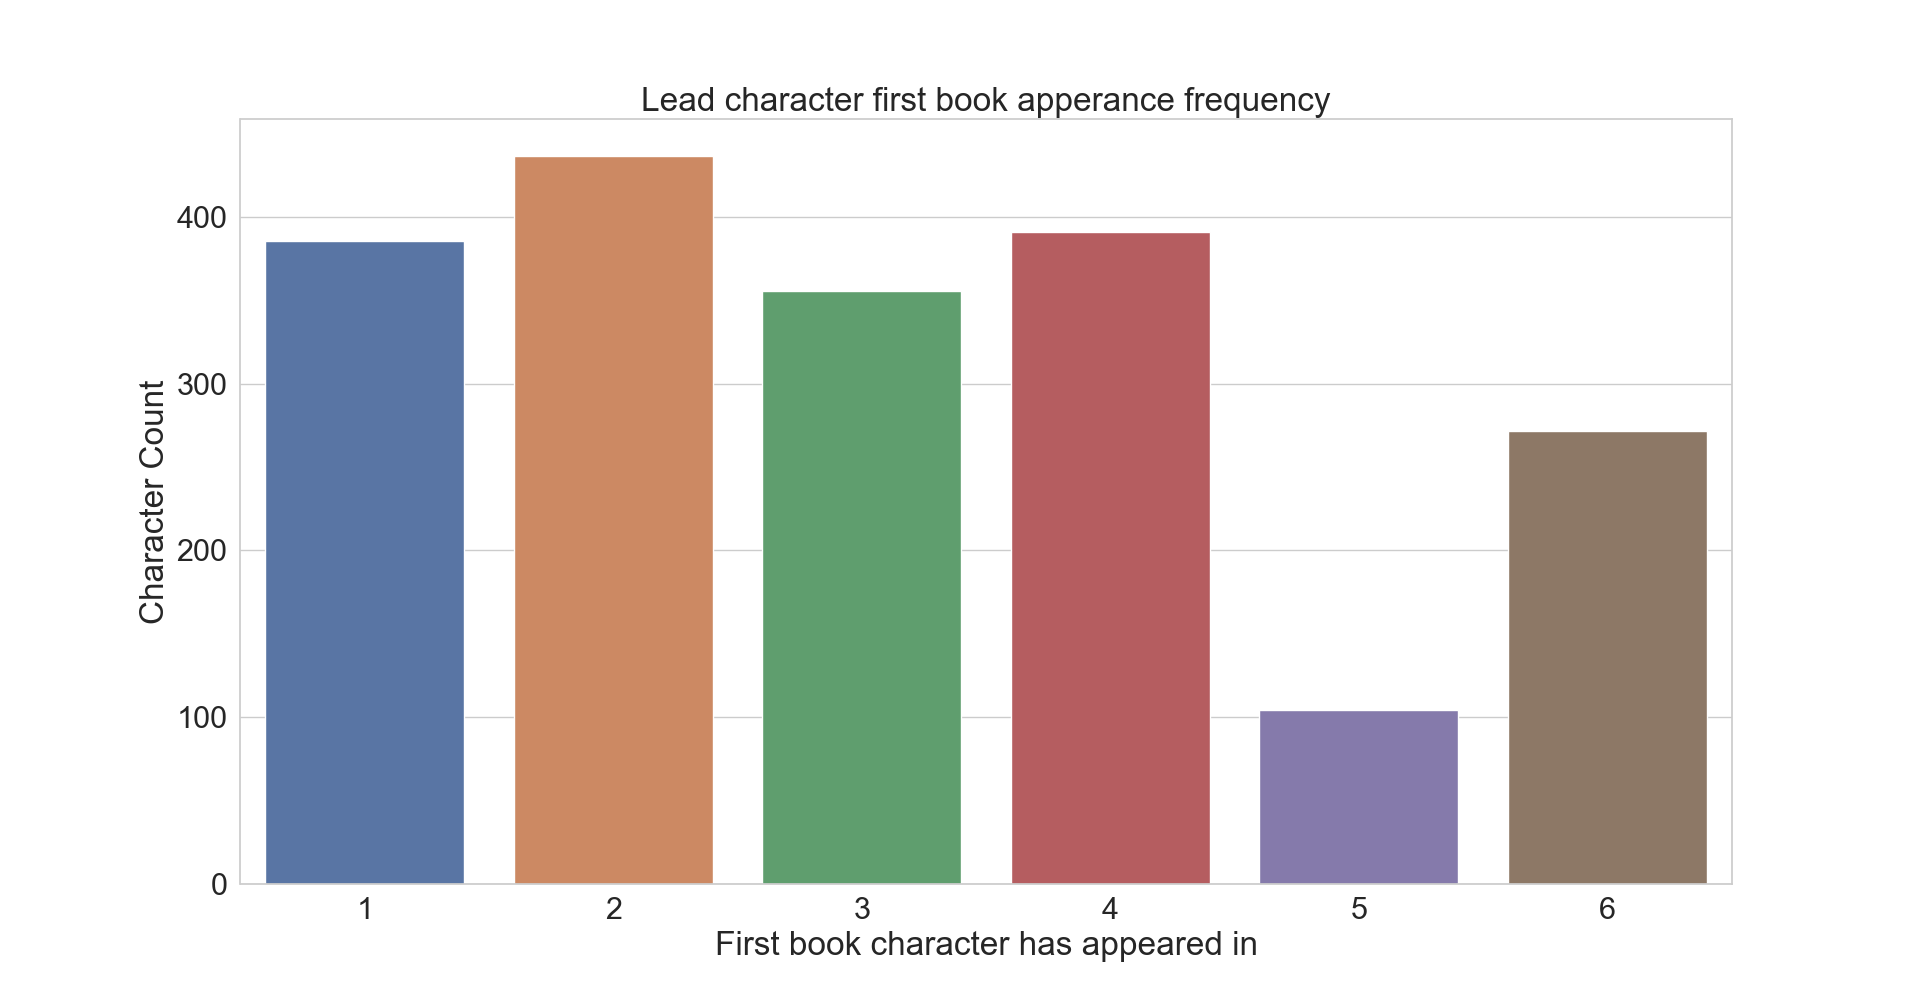 Lead character first book apperance frequency
Character Count
400
300
200
100
0
1 2 3 4 5 6
First book character has appeared in